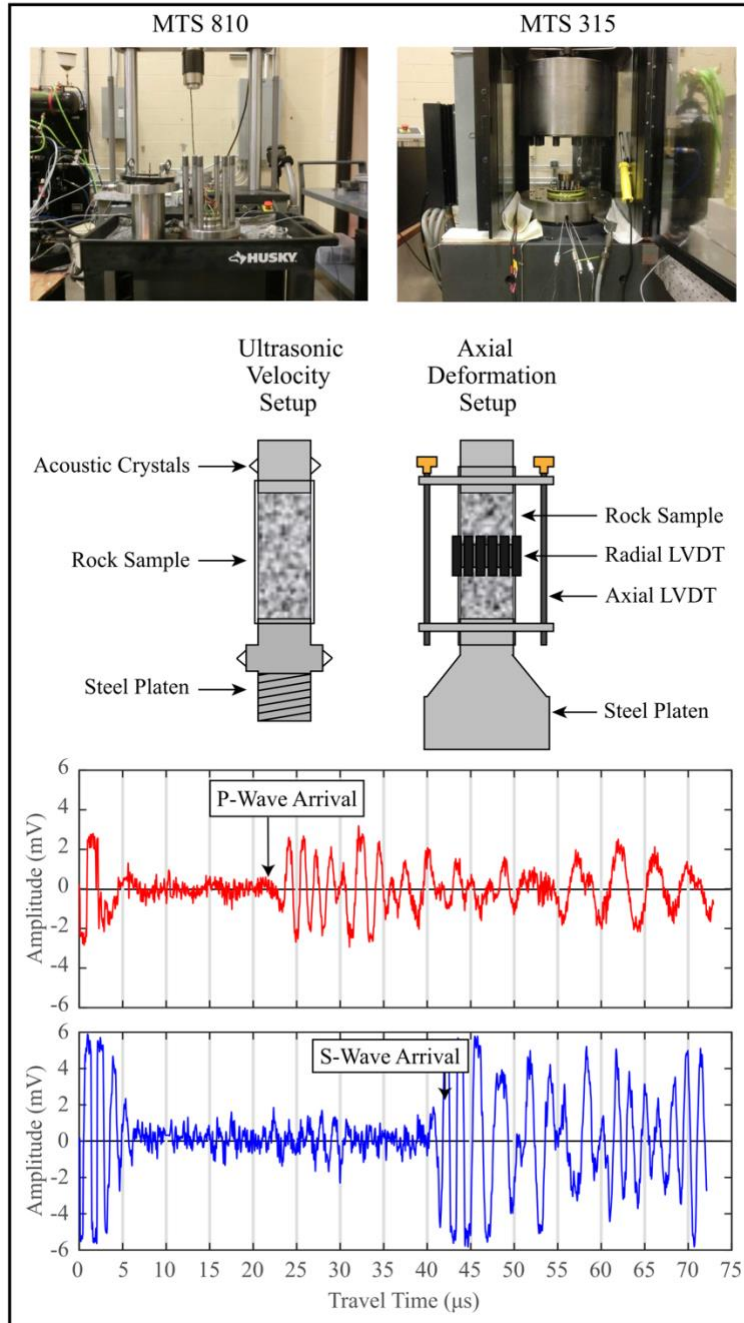 MTS 810
MTS 315
HUSKY
Ultrasonic
Velocity
Setup
Axial
Deformation
Setup
Acoustic Crystals
Rock Sample
Steel Platen
Rock Sample
Radial LVDT
Axial LVDT
Steel Platen
6
4
2
0
-2
-4
-6
Amplitude (mV)
P-Wave Arrival
6
4
2
0
-2
-4
-6
Amplitude (mV)
S-Wave Arrival
0 5 10 15 20 25 30 35 40 45 50 55 60 65 70 75
Travel Time (µs)